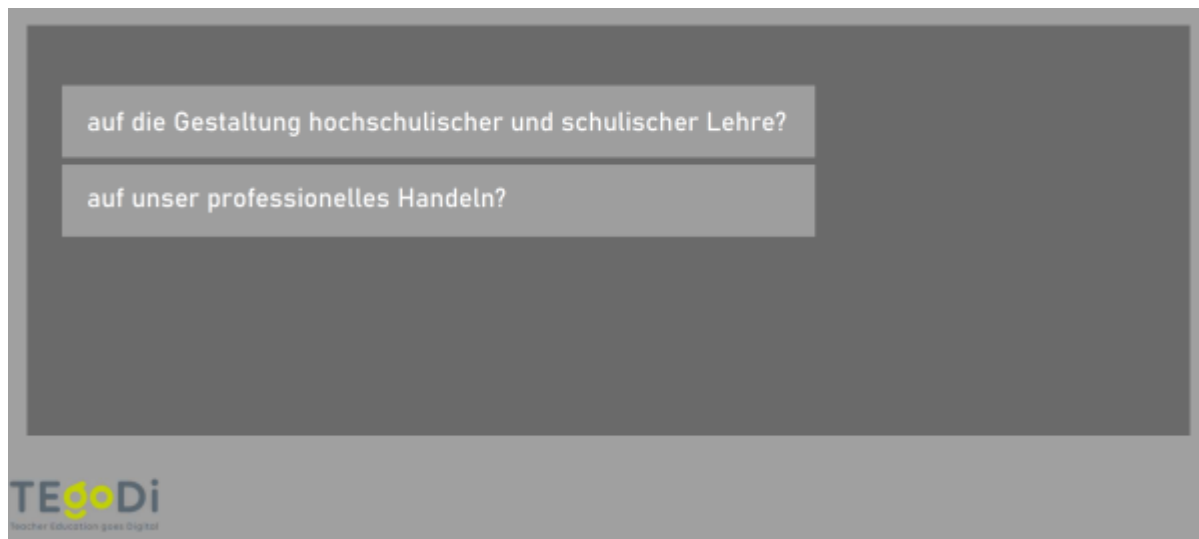 auf die Gestaltung hochschulischer und schulischer Lehre?
auf unser professionelles Handeln?
TEgoDi
Teacher Education goes Digital